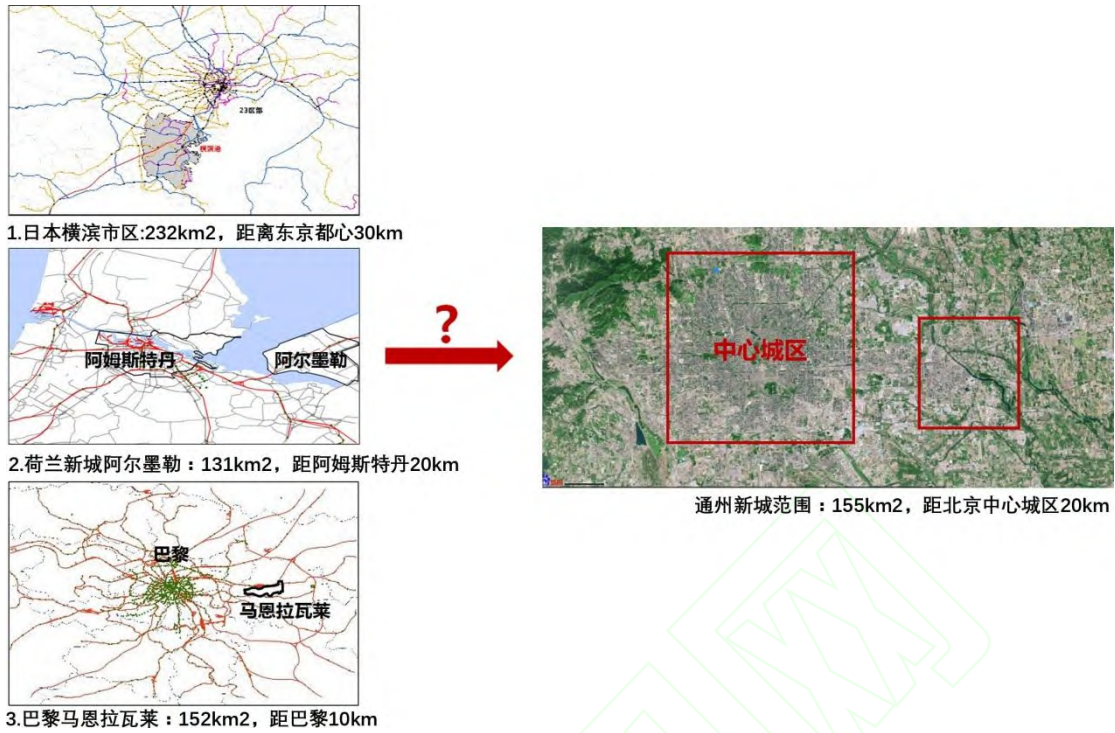 23区部
横滨港
1.日本横滨市区:232km2，距离东京都心30km
阿姆斯特丹
阿尔墨勒
2.荷兰新城阿尔墨勒：131km2，距阿姆斯特丹20km
巴黎
马恩拉瓦莱
3.巴黎马恩拉瓦莱：152km2，距巴黎10km
?
中心城区
通州新城范围：155km2，距北京中心城区20km